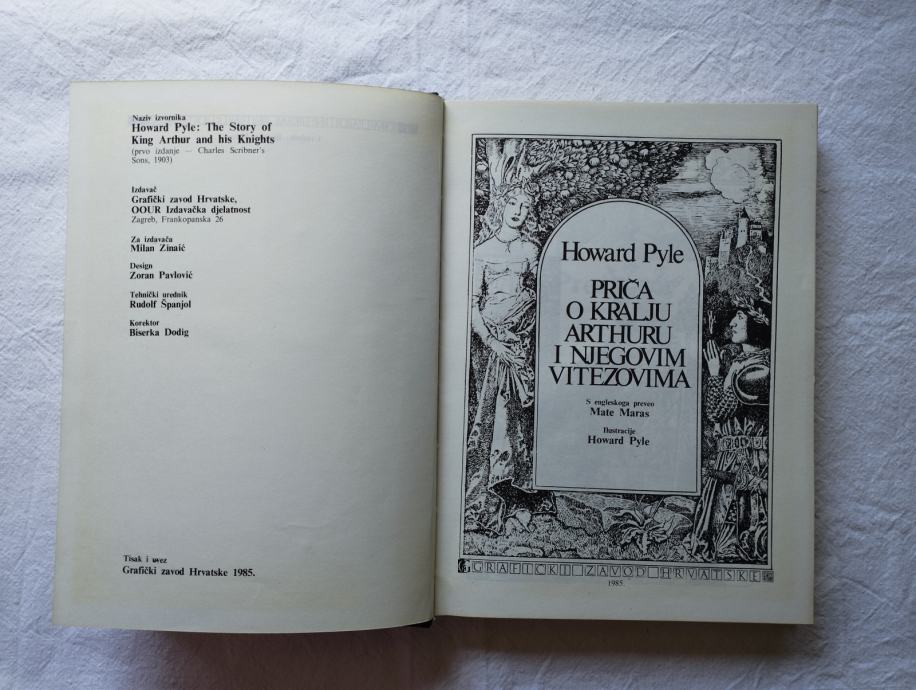 Naziv izvornika
Howard Pyle: The Story of
King Arthur and his Knights
(prvo izdanje — Charles Scribner's
Sons, 1903)
Izdavač
Grafički zavod Hrvatske,
OOUR Izdavačka djelatnost
Zagreb, Frankopanska 26
Za izdavača
Milan Zinaić
Design
Zoran Pavlović
Tehnički urednik
Rudolf Španjol
Korektor
Biserka Dodig
Tisak i uvez
Grafički zavod Hrvatske 1985.
Howard Pyle
PRIČA
O KRALJU
ARTHURU
I NJEGOVIM
VITEZOVIMA
S engleskoga preveo
Mate Maras
Ilustracije
Howard Pyle
GRAFIČKI ZAVOD HRVATSKE
1985.